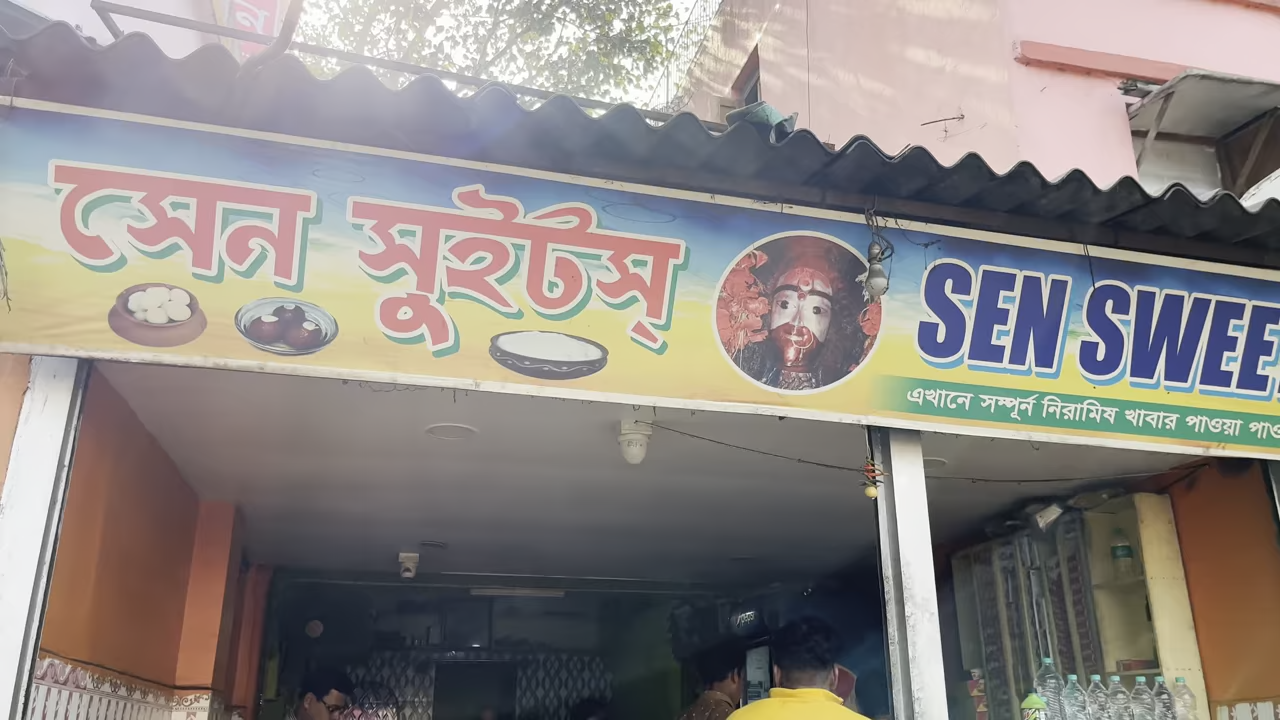 সেন সুইটস্
SEN SWEE
এখানে সম্পূর্ন নিরামিষ খাবার পাওয়া
ন